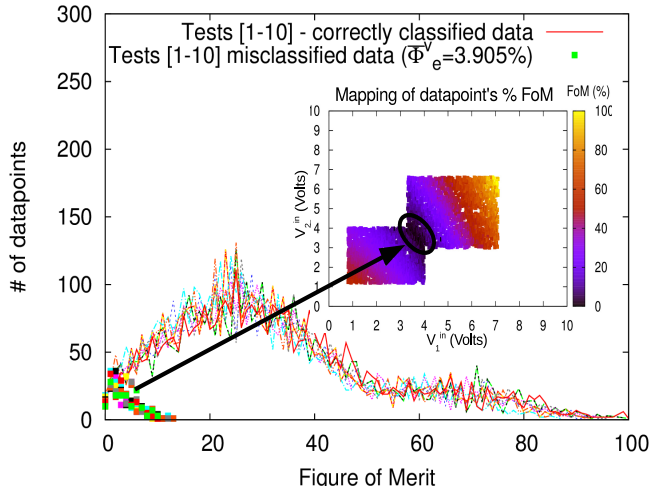 Tests [1-10] - correctly classified data
Tests [1-10] misclassified data (Φ̅ᵛₑ=3.905%)
Mapping of datapoint's % FoM
FoM (%)
300
250
200
150
100
50
0
# of datapoints
10
9
8
7
6
5
4
3
2
1
0
V₂ⁱⁿ (Volts)
0 1 2 3 4 5 6 7 8 9 10
V₁ⁱⁿ (Volts)
100
80
60
40
20
0
0 20 40 60 80 100
Figure of Merit